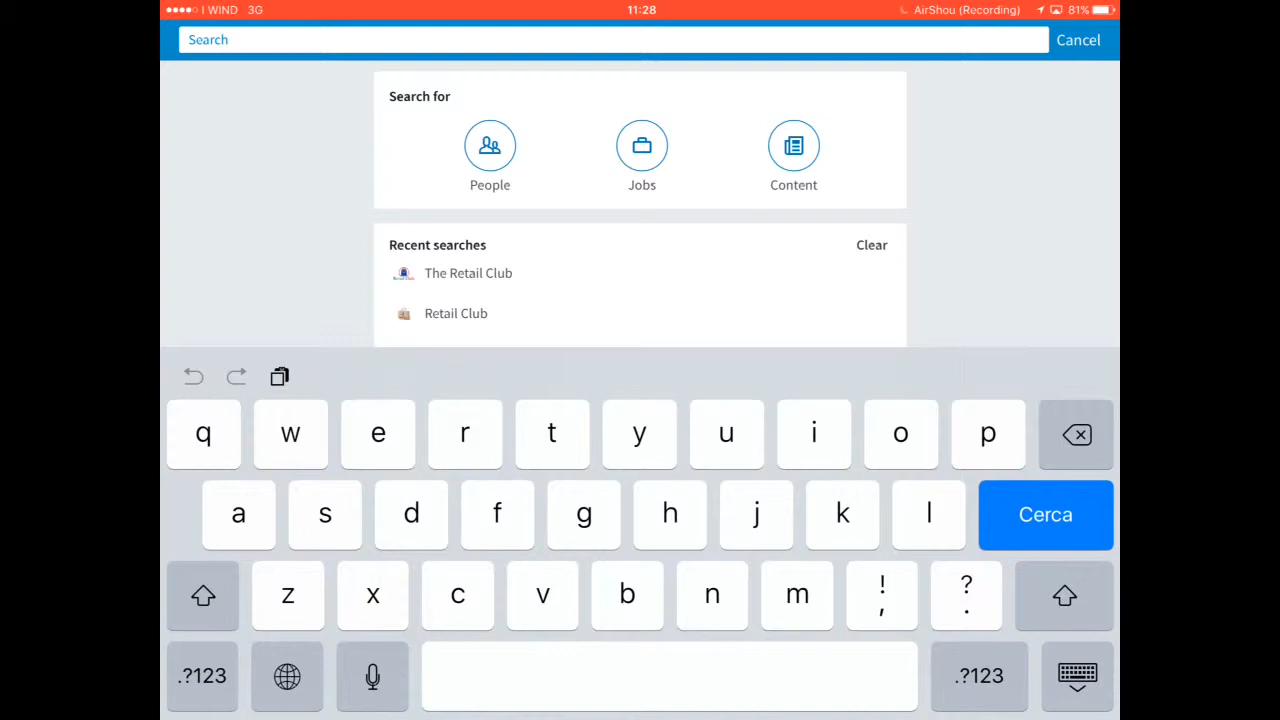 WIND 3G 11:28 AirShou (Recording) 81%
Search Cancel
Search for
People Jobs Content
Recent searches Clear
The Retail Club
Retail Club
q w e r t y u i o p
a s d f g h j k l Cerca
z x c v b n m ! , ? .
.?123 .?123